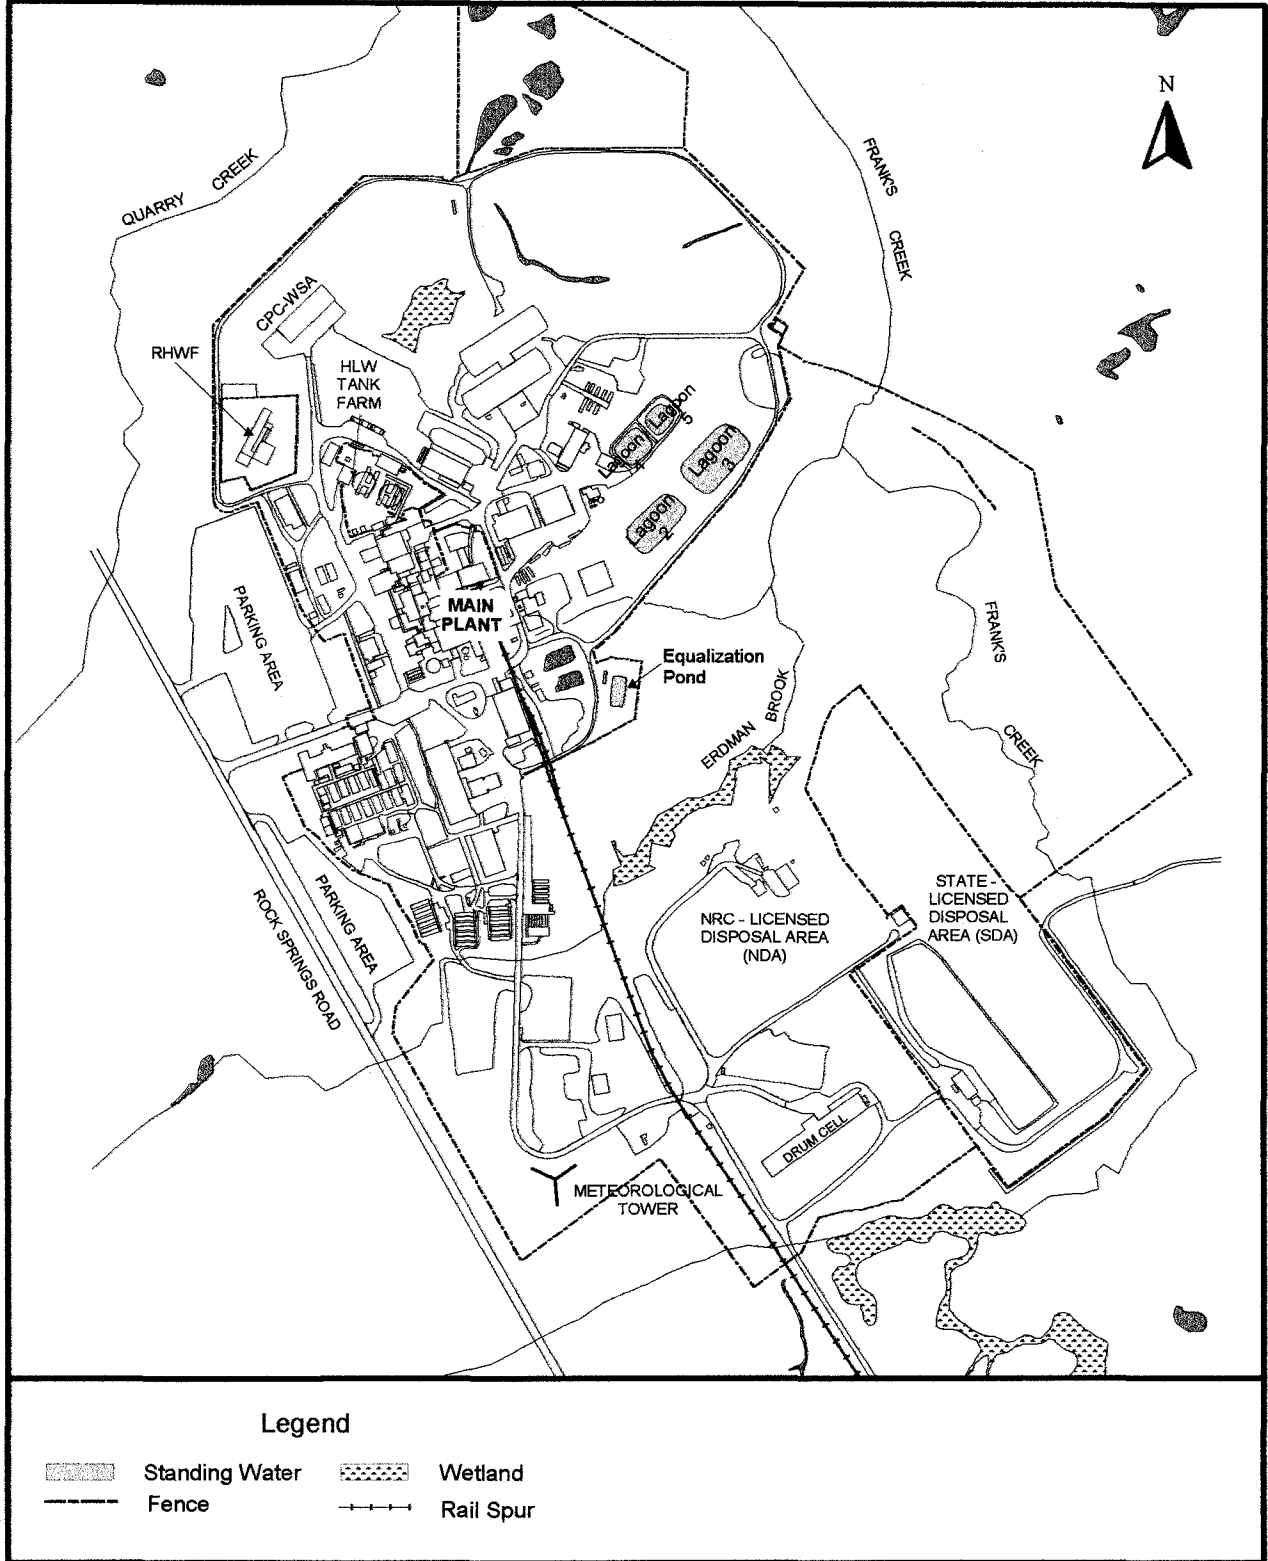 N
FRANK'S
CREEK
QUARRY CREEK
CPC-WSA
RHWF
HLW
TANK
FARM
Lagoon
5
Lagoon
4
Lagoon
3
Lagoon
2
PARKING AREA
MAIN
PLANT
FRANK'S
CREEK
Equalization
Pond
ERDMAN BROOK
PARKING AREA
ROCK SPRINGS ROAD
NRC - LICENSED
DISPOSAL AREA
(NDA)
STATE -
LICENSED
DISPOSAL
AREA (SDA)
DRUM CELL
METEOROLOGICAL
TOWER
Legend
Standing Water
Wetland
Fence
Rail Spur